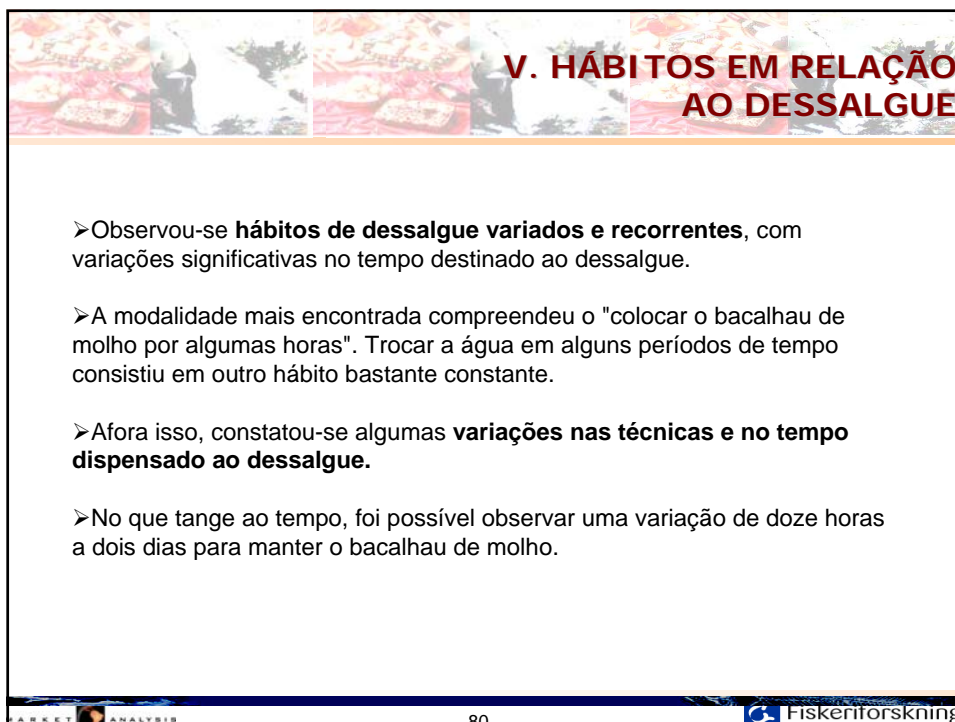 V. HÁBITOS EM RELAÇÃO
AO DESSALGUE
➢Observou-se hábitos de dessalgue variados e recorrentes, com
variações significativas no tempo destinado ao dessalgue.
➢A modalidade mais encontrada compreendeu o "colocar o bacalhau de
molho por algumas horas". Trocar a água em alguns períodos de tempo
consistiu em outro hábito bastante constante.
➢Afora isso, constatou-se algumas variações nas técnicas e no tempo
dispensado ao dessalgue.
➢No que tange ao tempo, foi possível observar uma variação de doze horas
a dois dias para manter o bacalhau de molho.
ARKET ANALYSIS
80
Fiskeriforskning